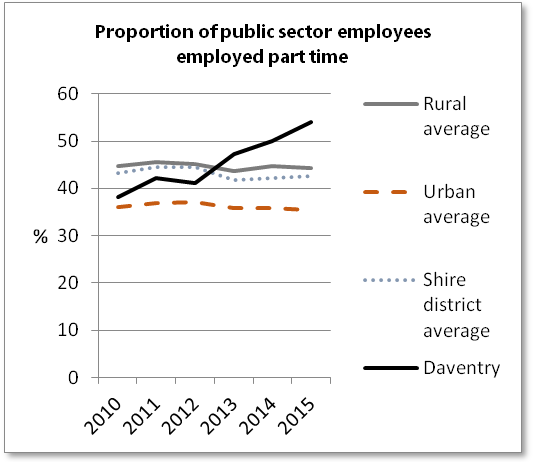 Proportion of public sector employees
employed part time
60
50
40
30
20
10
0
%
2010
2011
2012
2013
2014
2015
Rural
average
Urban
average
Shire
district
average
Daventry